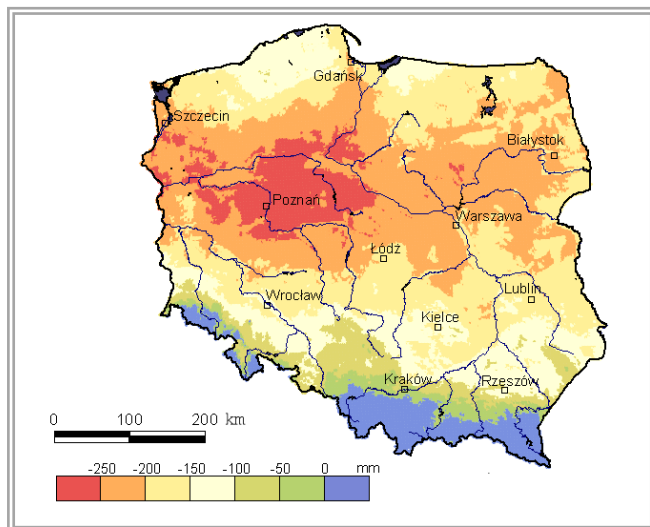 Gdańsk
Szczecin
Białystok
Poznań
Warszawa
Łódź
Wrocław
Lublin
Kielce
Kraków
Rzeszów
0 100 200 km
-250 -200 -150 -100 -50 0 mm